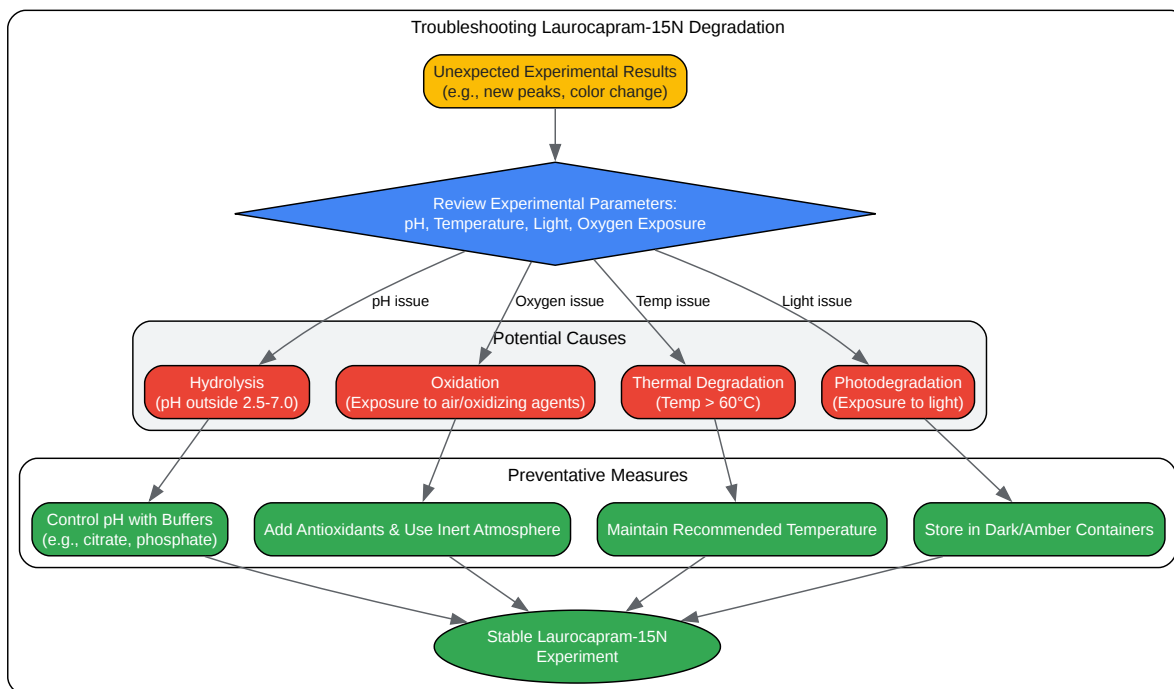 Troubleshooting Laurocapram-15N Degradation
Unexpected Experimental Results
(e.g., new peaks, color change)
Review Experimental Parameters:
pH, Temperature, Light, Oxygen Exposure
pH issue
Oxygen issue
Temp issue
Light issue
Potential Causes
Hydrolysis
(pH outside 2.5-7.0)
Oxidation
(Exposure to air/oxidizing agents)
Thermal Degradation
(Temp > 60°C)
Photodegradation
(Exposure to light)
Preventative Measures
Control pH with Buffers
(e.g., citrate, phosphate)
Add Antioxidants & Use Inert Atmosphere
Maintain Recommended Temperature
Store in Dark/Amber Containers
Stable Laurocapram-15N
Experiment